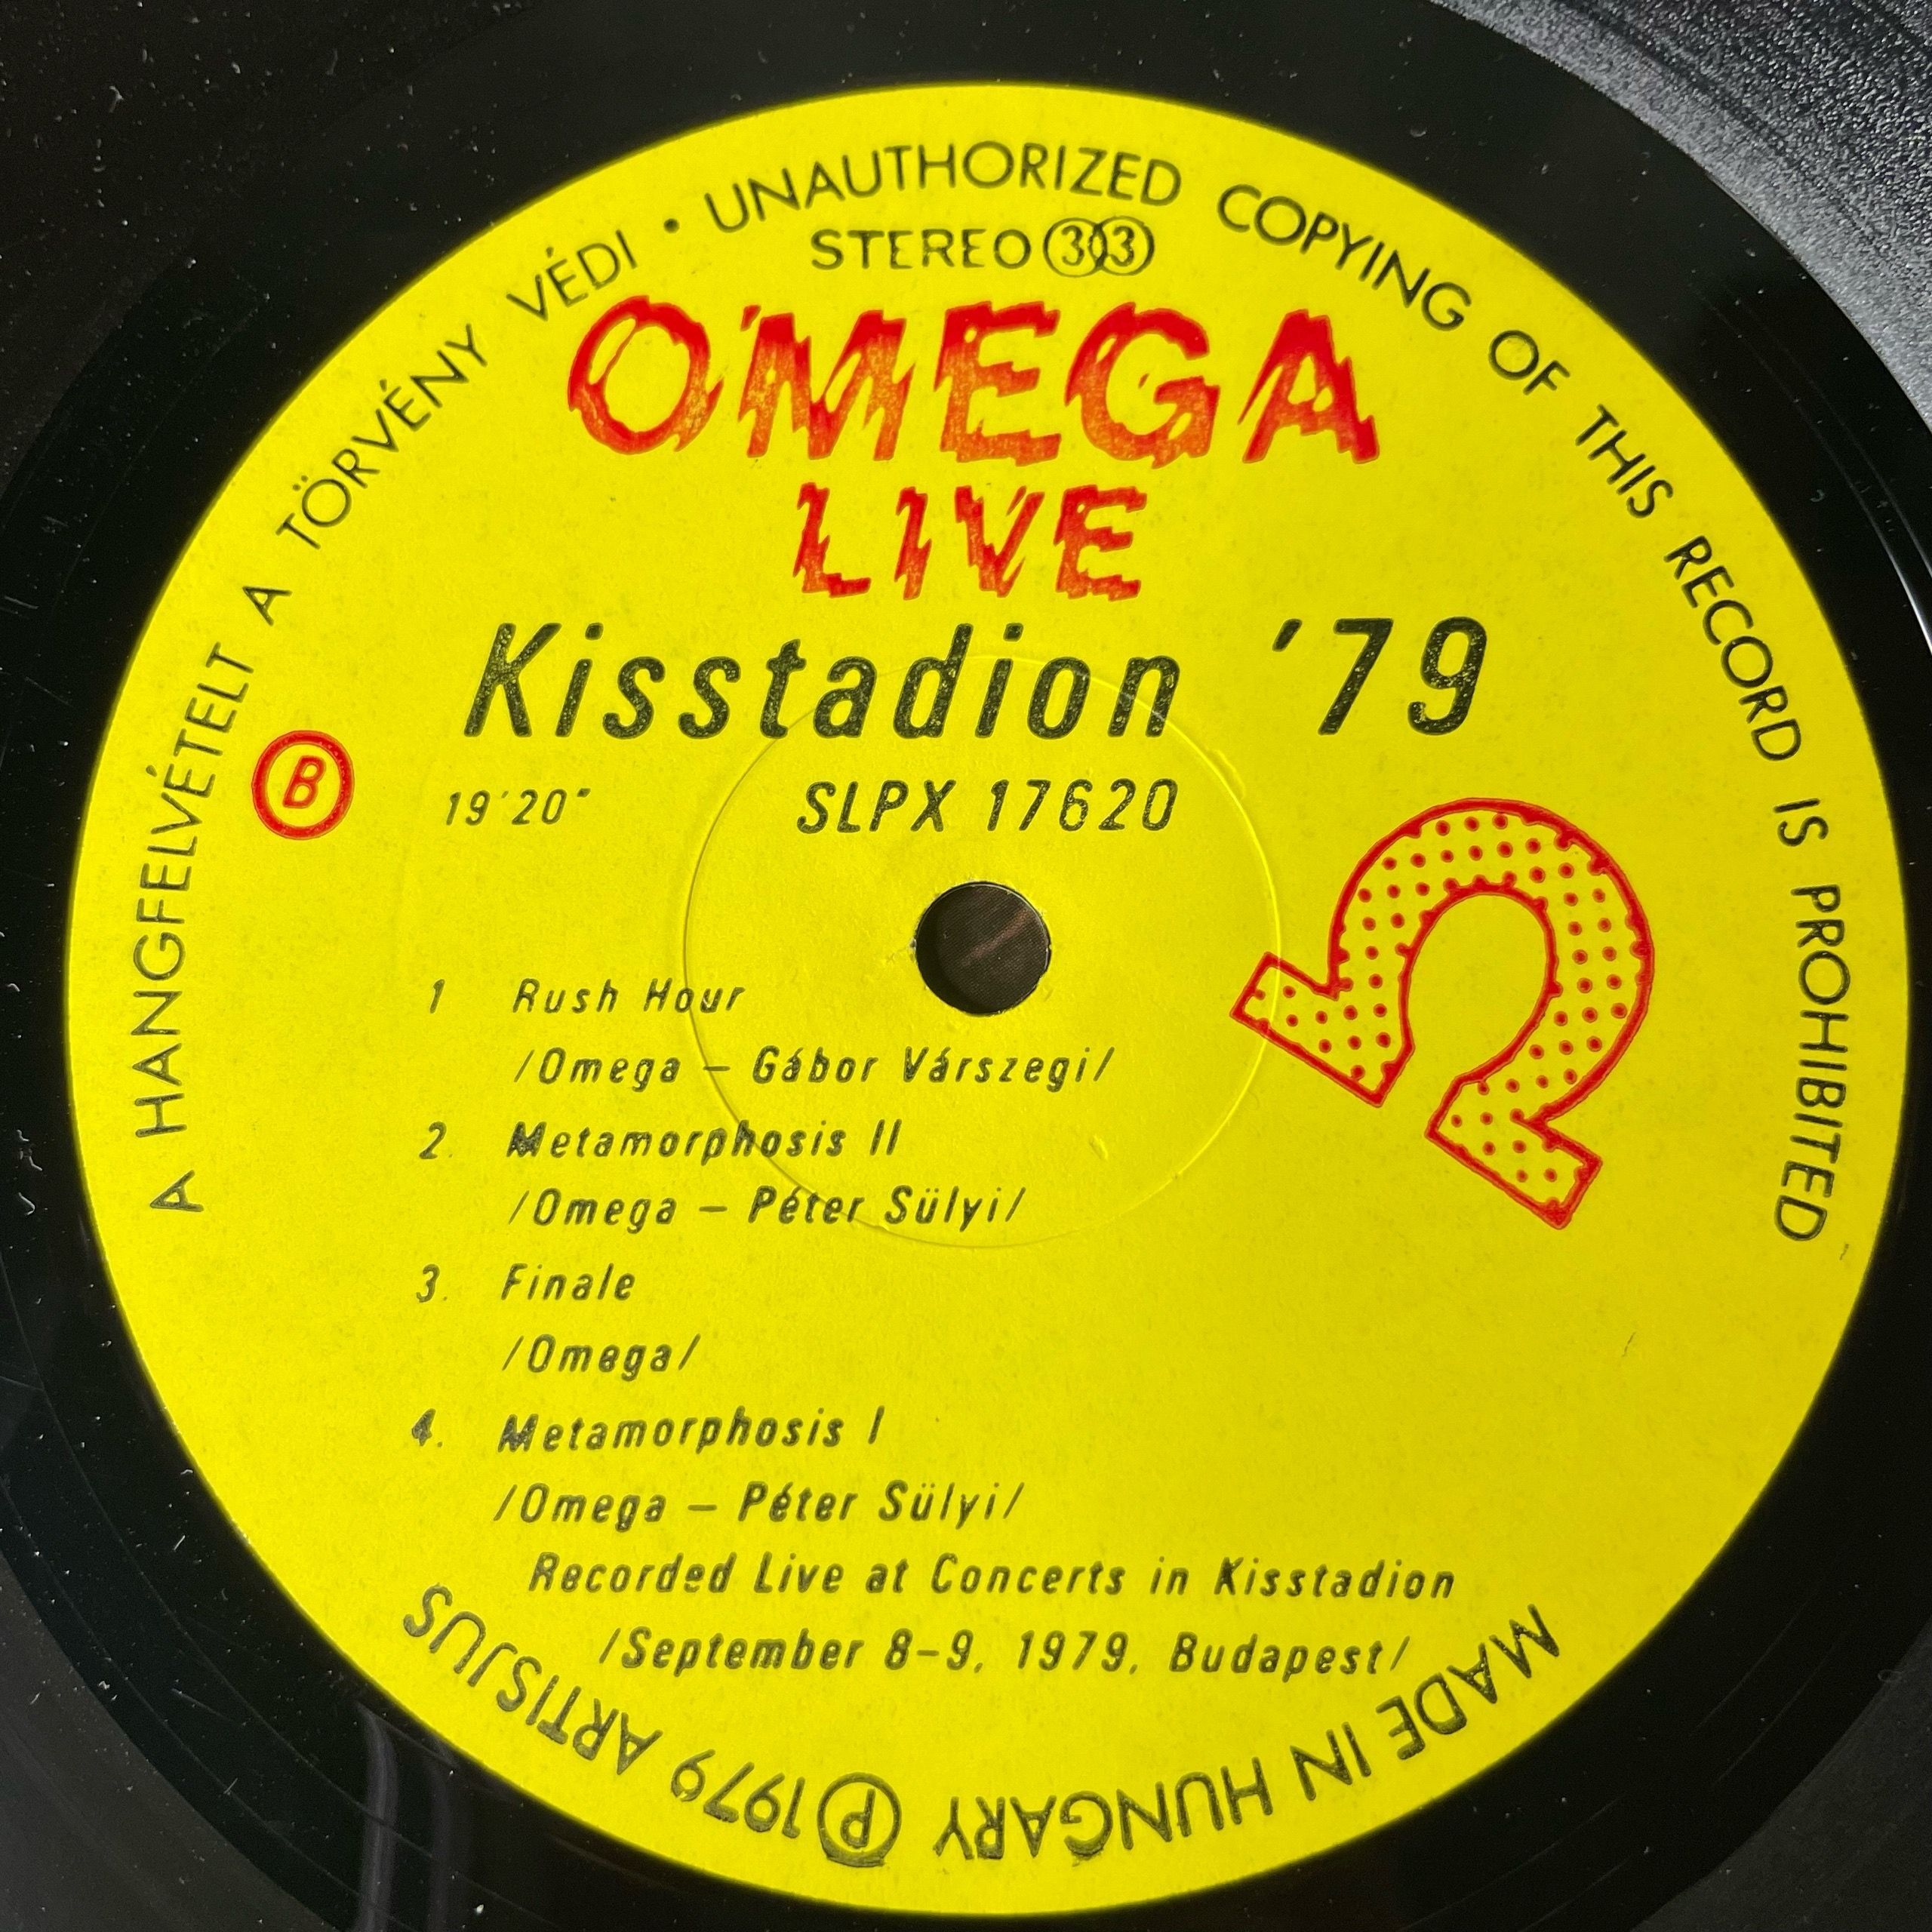 A HANGFELVÉTELT A TÖRVÉNY VÉDI • UNAUTHORIZED COPYING OF THIS RECORD IS PROHIBITED
STEREO 33
OMEGA
LIVE
Kisstadion '79
B
19'20" SLPX 17620
Ω
1 Rush Hour
/Omega – Gábor Várszegi/
2. Metamorphosis II
/Omega – Péter Sülyi/
3. Finale
/Omega/
4. Metamorphosis I
/Omega – Péter Sülyi/
Recorded Live at Concerts in Kisstadion
/September 8–9, 1979, Budapest/
MADE IN HUNGARY ℗ 1979 ARTISJUS